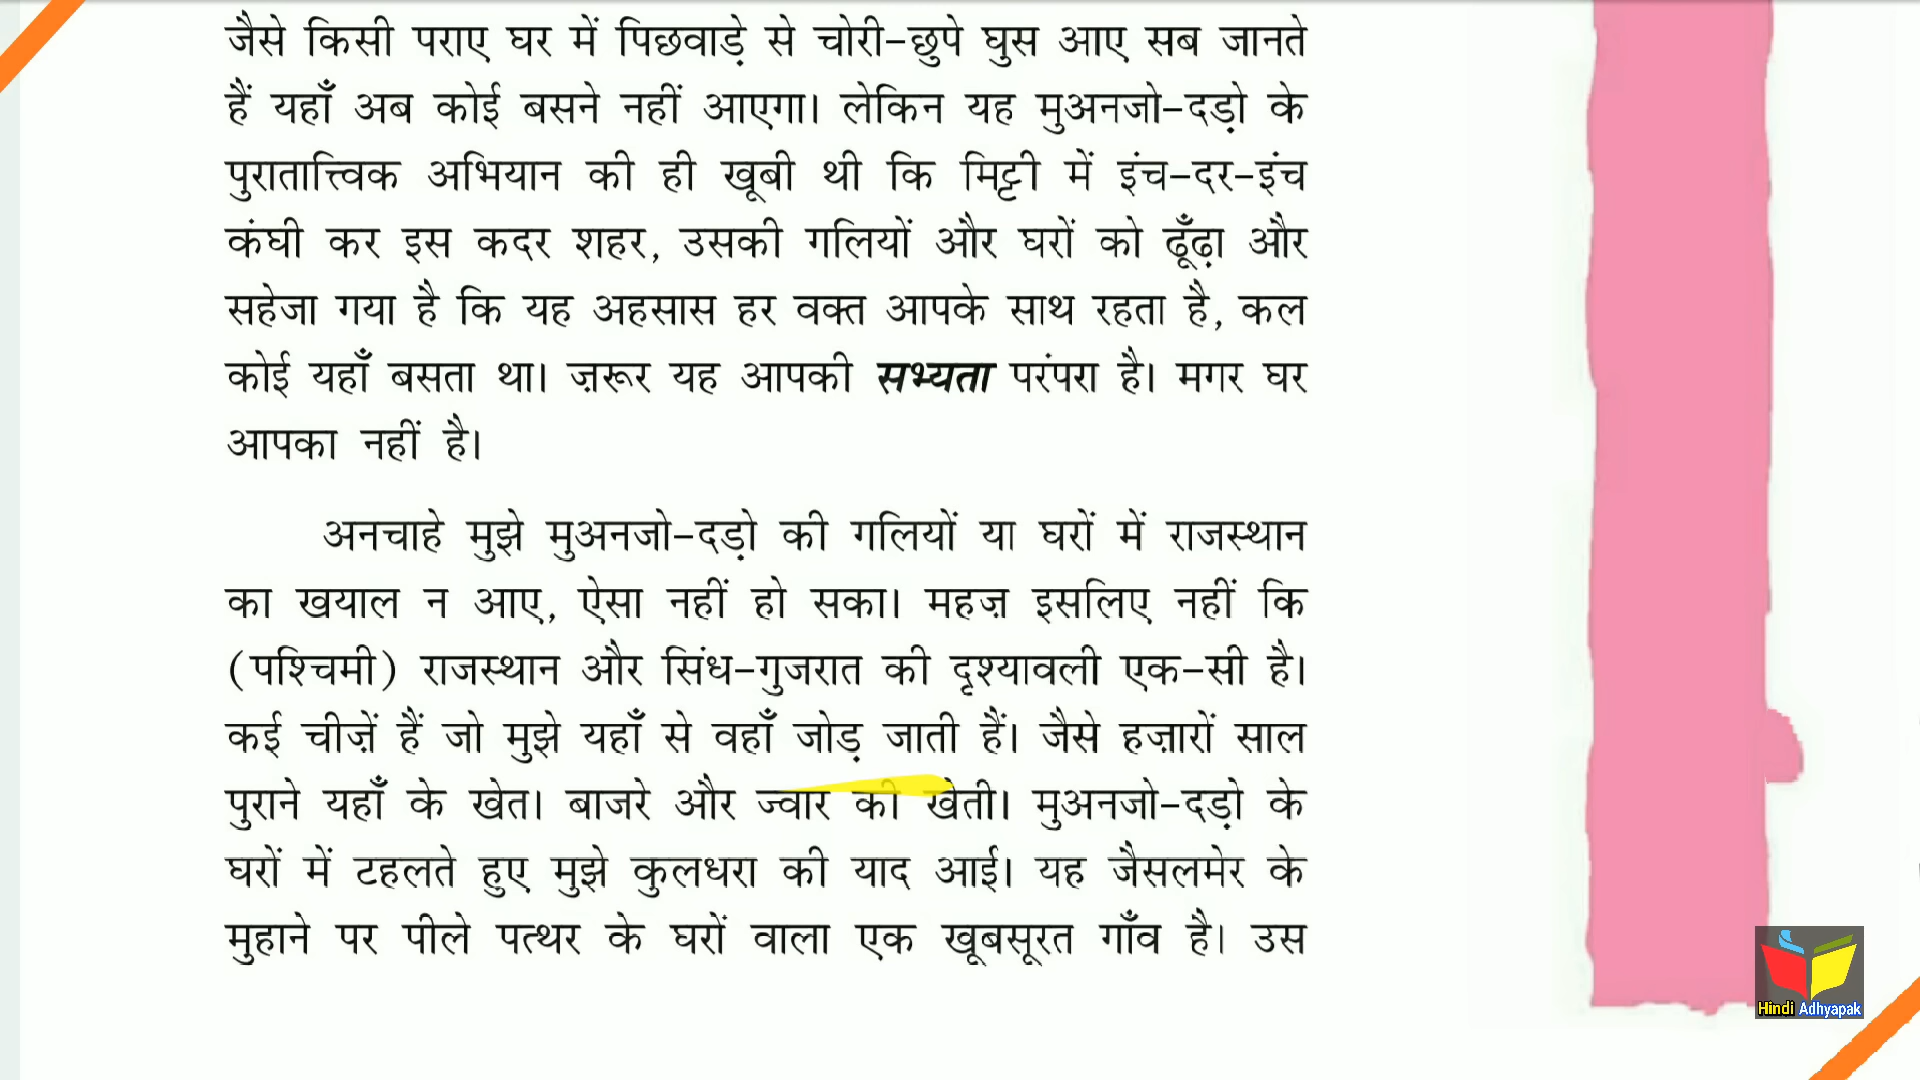 जैसे किसी पराए घर में पिछवाड़े से चोरी-छुपे घुस आए सब जानते
हैं यहाँ अब कोई बसने नहीं आएगा। लेकिन यह मुअनजो-दड़ो के
पुरातात्त्विक अभियान की ही खूबी थी कि मिट्टी में इंच-दर-इंच
कंघी कर इस कदर शहर, उसकी गलियों और घरों को ढूँढ़ा और
सहेजा गया है कि यह अहसास हर वक्त आपके साथ रहता है, कल
कोई यहाँ बसता था। ज़रूर यह आपकी सभ्यता परंपरा है। मगर घर
आपका नहीं है।
अनचाहे मुझे मुअनजो-दड़ो की गलियों या घरों में राजस्थान
का खयाल न आए, ऐसा नहीं हो सका। महज़ इसलिए नहीं कि
(पश्चिमी) राजस्थान और सिंध-गुजरात की दृश्यावली एक-सी है।
कई चीज़ें हैं जो मुझे यहाँ से वहाँ जोड़ जाती हैं। जैसे हज़ारों साल
पुराने यहाँ के खेत। बाजरे और ज्वार की खेती। मुअनजो-दड़ो के
घरों में टहलते हुए मुझे कुलधरा की याद आई। यह जैसलमेर के
मुहाने पर पीले पत्थर के घरों वाला एक खूबसूरत गाँव है। उस
Hindi Adhyapak